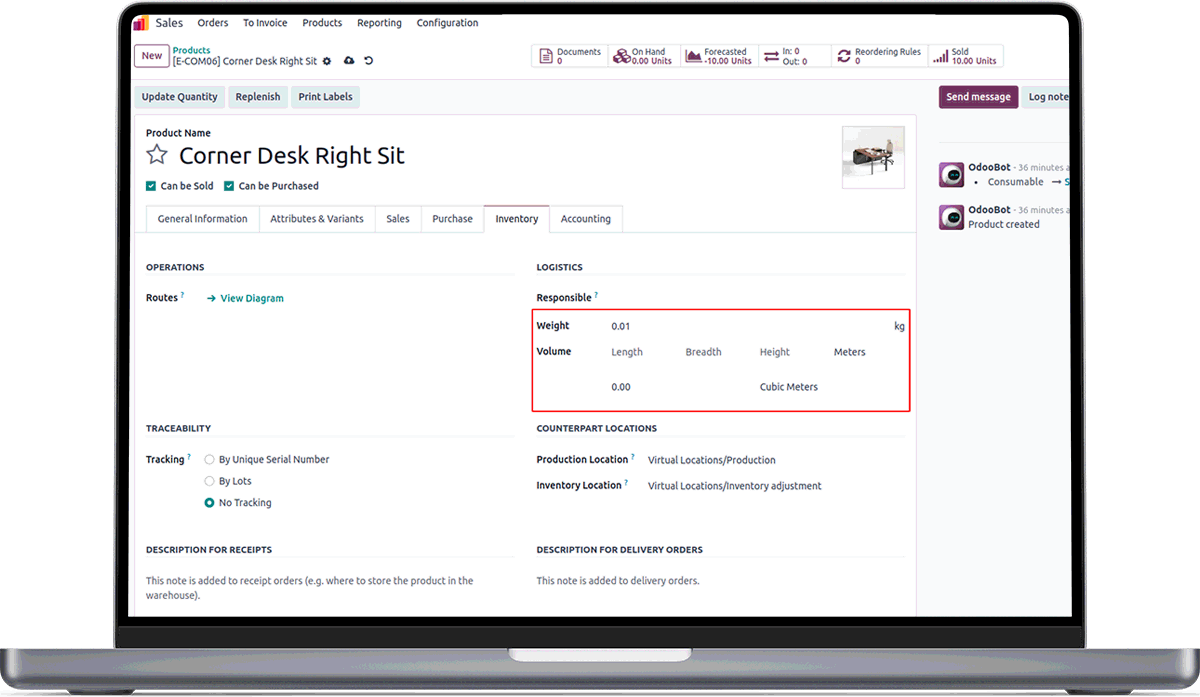 Sales Orders To Invoice Products Reporting Configuration
New
Products
[E-COM06] Corner Desk Right Sit
Documents
0
On Hand
0.00 Units
Forecasted
-10.00 Units
In: 0
Out: 0
Reordering Rules
0
Sold
10.00 Units
Update Quantity Replenish Print Labels
Send message Log note
Product Name
Corner Desk Right Sit
Can be Sold Can be Purchased
OdooBot - 36 minutes a
• Consumable → S
OdooBot - 36 minutes a
Product created
General Information Attributes & Variants Sales Purchase Inventory Accounting
OPERATIONS
Routes ? → View Diagram
LOGISTICS
Responsible ?
Weight 0.01 kg
Volume Length Breadth Height Meters
0.00 Cubic Meters
TRACEABILITY
Tracking ? By Unique Serial Number
By Lots
No Tracking
COUNTERPART LOCATIONS
Production Location ? Virtual Locations/Production
Inventory Location ? Virtual Locations/Inventory adjustment
DESCRIPTION FOR RECEIPTS
This note is added to receipt orders (e.g. where to store the product in the
warehouse).
DESCRIPTION FOR DELIVERY ORDERS
This note is added to delivery orders.